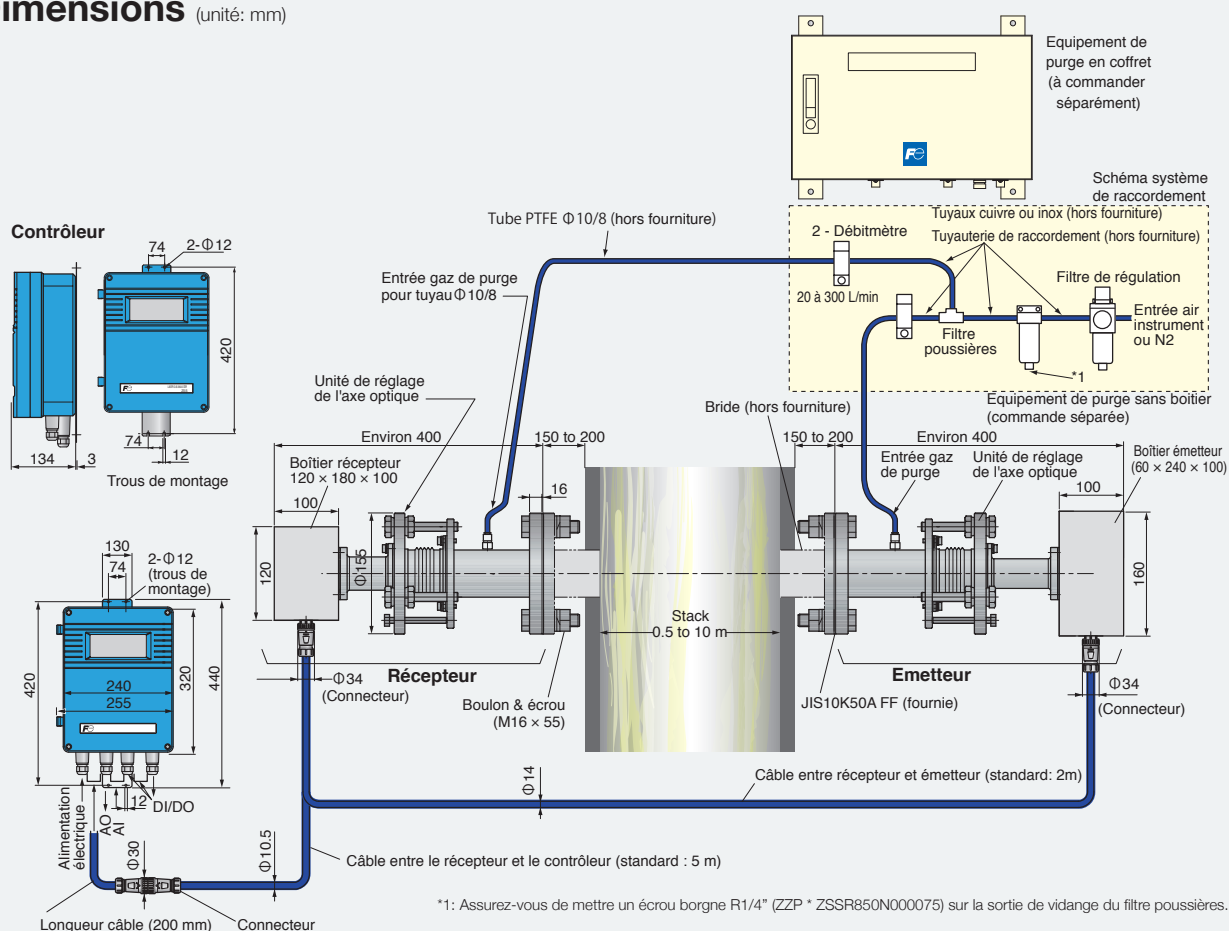 imensions (unité: mm)
Equipement de
purge en coffret
(à commander
séparément)
Fe
Schéma système
de raccordement
Tuyaux cuivre ou inox (hors fourniture)
2 - Débitmètre
Tuyauterie de raccordement (hors fourniture)
Filtre de régulation
20 à 300 L/min
Entrée air
instrument
ou N2
Filtre
poussières
*1
Equipement de purge sans boitier
(commande séparée)
Tube PTFE Φ10/8 (hors fourniture)
Entrée gaz de purge
pour tuyau Φ10/8
Contrôleur
74
2-Φ12
420
Fe
74
12
134
3
Trous de montage
Unité de réglage
de l'axe optique
Bride (hors fourniture)
Environ 400
150 to 200
150 to 200
Environ 400
Boîtier récepteur
120 × 180 × 100
100
16
Entrée gaz
de purge
Unité de réglage
de l'axe optique
Boîtier émetteur
(60 × 240 × 100)
100
120
Φ155
160
Stack
0.5 to 10 m
130
74
2-Φ12
(trous de
montage)
420
240
255
320
440
Fe
12
DI/DO
Alimentation
électrique
AO
AI
Récepteur
Φ34
(Connecteur)
Boulon & écrou
(M16 × 55)
Emetteur
JIS10K50A FF (fournie)
Φ34
(Connecteur)
Φ14
Câble entre récepteur et émetteur (standard: 2m)
Φ30
Φ10.5
Câble entre le récepteur et le contrôleur (standard : 5 m)
Longueur câble (200 mm)
Connecteur
*1: Assurez-vous de mettre un écrou borgne R1/4" (ZZP * ZSSR850N000075) sur la sortie de vidange du filtre poussières.